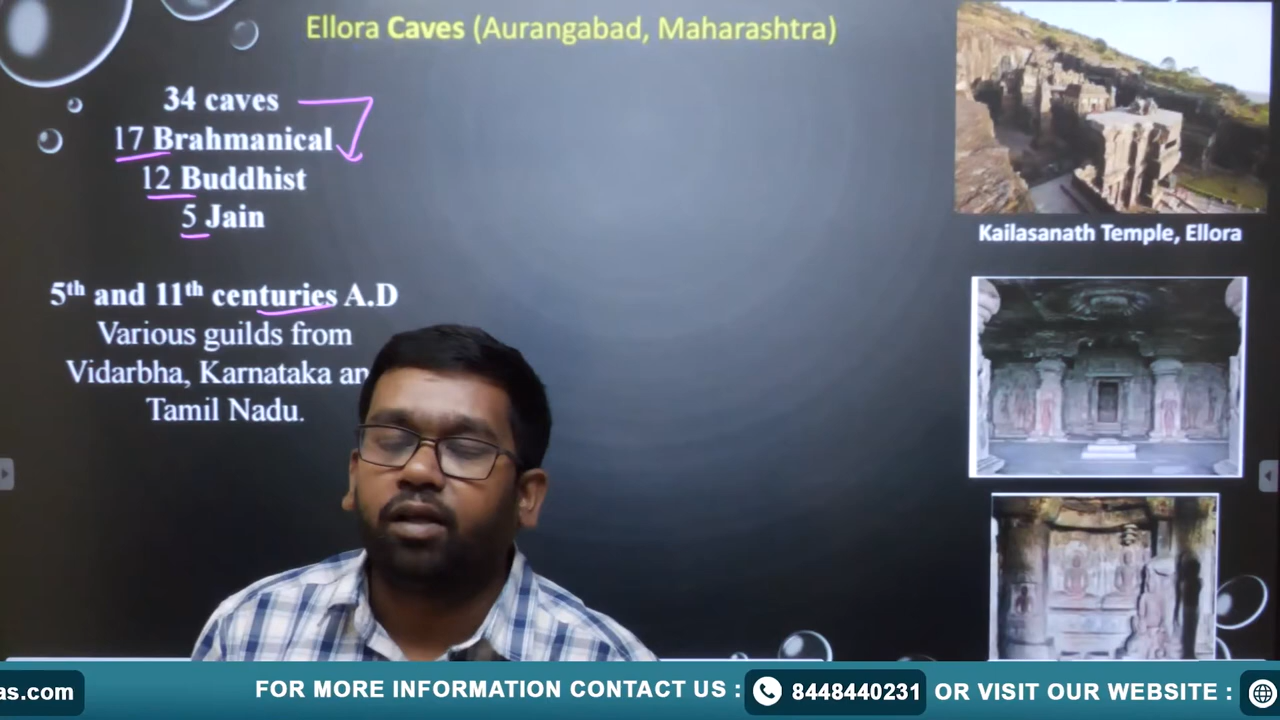 Ellora Caves (Aurangabad, Maharashtra)
34 caves
17 Brahmanical
12 Buddhist
5 Jain
5th and 11th centuries A.D
Various guilds from
Vidarbha, Karnataka an
Tamil Nadu.
Kailasanath Temple, Ellora
as.com
FOR MORE INFORMATION CONTACT US : 8448440231 OR VISIT OUR WEBSITE :